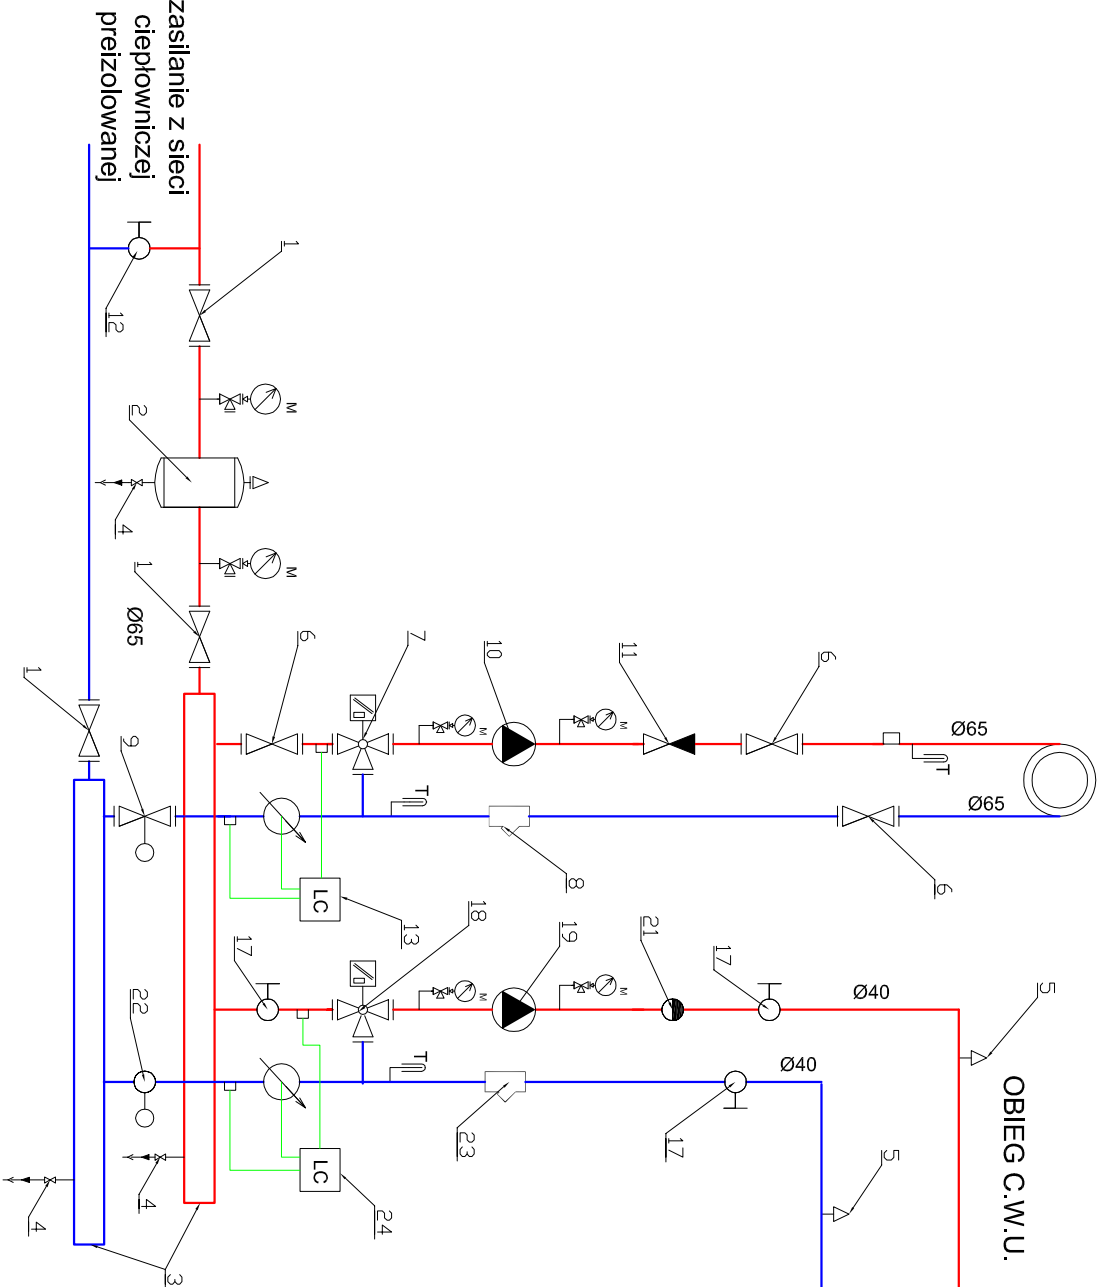 zasilanie z sieci
ciepłowniczej
preizolowanej
12
1
M
2
4
M
1
Ø65
1
6
7
10
11
6
M
M
T
Ø65
Ø65
9
T
8
6
LC
13
17
18
19
21
17
M
M
Ø40
5
OBIEG C.W.U.
22
T
23
17
Ø40
5
LC
24
4
4
3